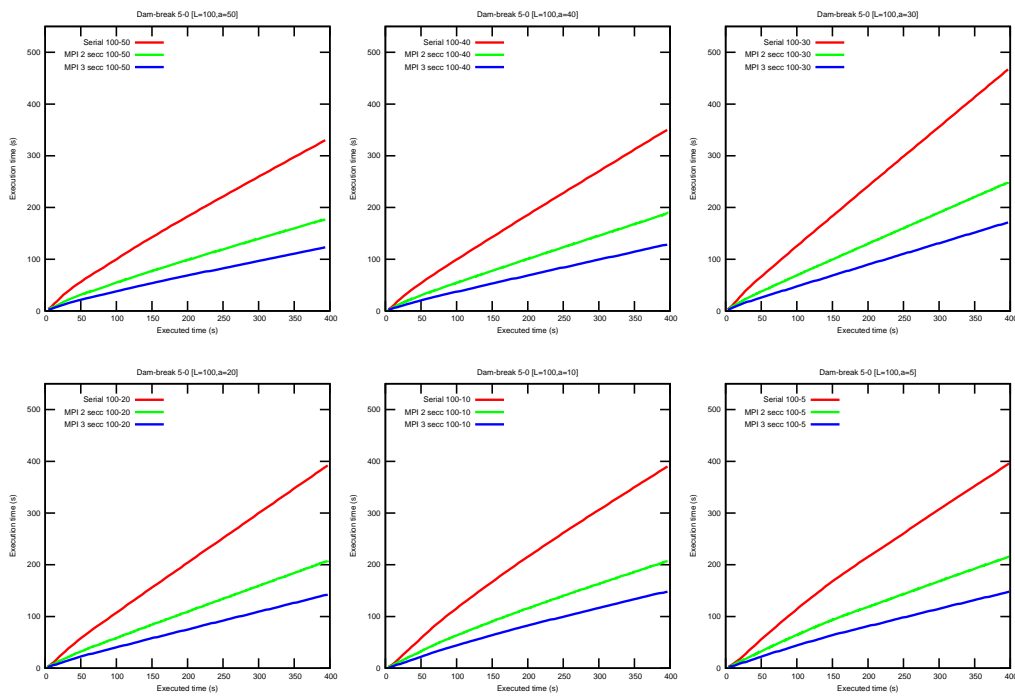 Dam-break 5-0 [L=100,a=50]
Execution time (s)
500
400
300
200
100
0
Serial 100-50
MPI 2 secc 100-50
MPI 3 secc 100-50
0 50 100 150 200 250 300 350 400
Executed time (s)
Dam-break 5-0 [L=100,a=40]
Execution time (s)
500
400
300
200
100
0
Serial 100-40
MPI 2 secc 100-40
MPI 3 secc 100-40
0 50 100 150 200 250 300 350 400
Executed time (s)
Dam-break 5-0 [L=100,a=30]
Execution time (s)
500
400
300
200
100
0
Serial 100-30
MPI 2 secc 100-30
MPI 3 secc 100-30
0 50 100 150 200 250 300 350 400
Executed time (s)
Dam-break 5-0 [L=100,a=20]
Execution time (s)
500
400
300
200
100
0
Serial 100-20
MPI 2 secc 100-20
MPI 3 secc 100-20
0 50 100 150 200 250 300 350 400
Executed time (s)
Dam-break 5-0 [L=100,a=10]
Execution time (s)
500
400
300
200
100
0
Serial 100-10
MPI 2 secc 100-10
MPI 3 secc 100-10
0 50 100 150 200 250 300 350 400
Executed time (s)
Dam-break 5-0 [L=100,a=5]
Execution time (s)
500
400
300
200
100
0
Serial 100-5
MPI 2 secc 100-5
MPI 3 secc 100-5
0 50 100 150 200 250 300 350 400
Executed time (s)